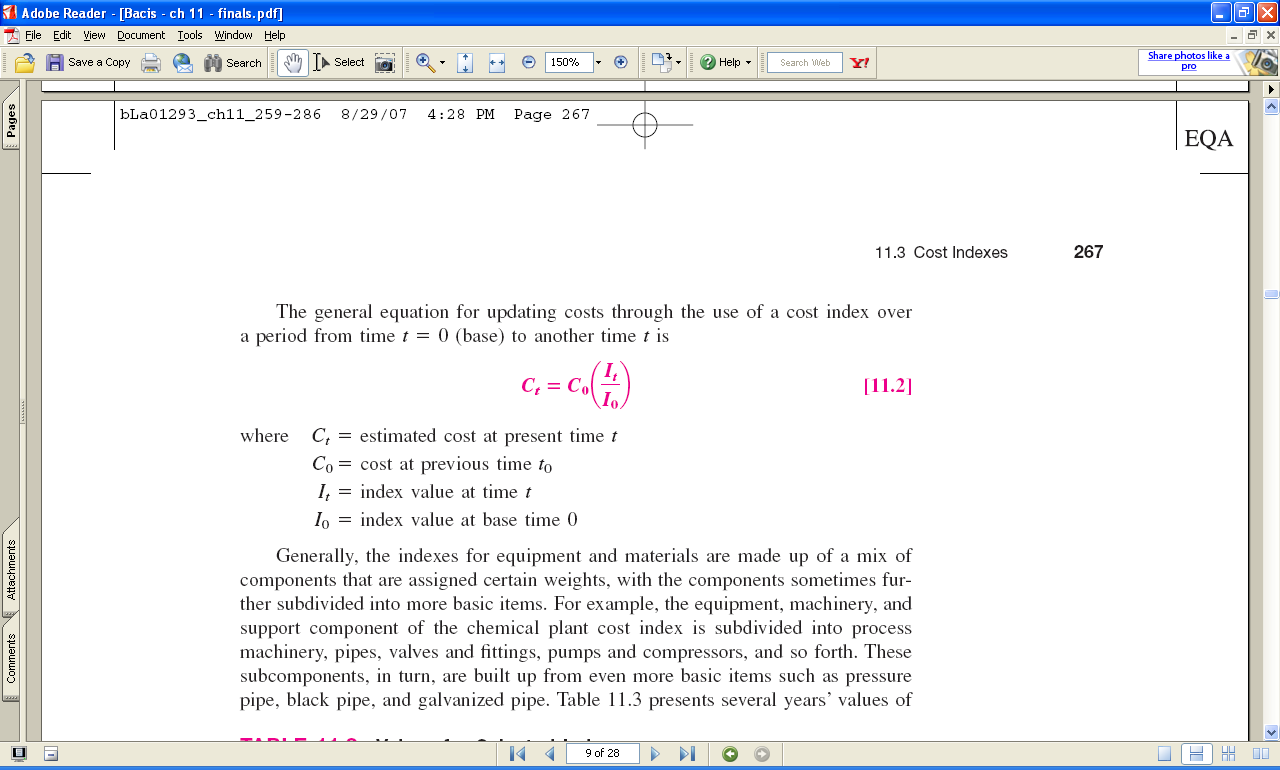 Adobe Reader - [Bacis - ch 11 - finals.pdf]
File Edit View Document Tools Window Help
Save a Copy Search Select 150% Help Search Web Y! Share photos like a
pro
Pages
Attachments
Comments
bLa01293_ch11_259-286 8/29/07 4:28 PM Page 267
EQA
11.3 Cost Indexes 267
The general equation for updating costs through the use of a cost index over
a period from time t = 0 (base) to another time t is
Cₜ = C₀(Iₜ/I₀) [11.2]
where Cₜ = estimated cost at present time t
C₀ = cost at previous time t₀
Iₜ = index value at time t
I₀ = index value at base time 0
Generally, the indexes for equipment and materials are made up of a mix of
components that are assigned certain weights, with the components sometimes fur-
ther subdivided into more basic items. For example, the equipment, machinery, and
support component of the chemical plant cost index is subdivided into process
machinery, pipes, valves and fittings, pumps and compressors, and so forth. These
subcomponents, in turn, are built up from even more basic items such as pressure
pipe, black pipe, and galvanized pipe. Table 11.3 presents several years' values of
9 of 28